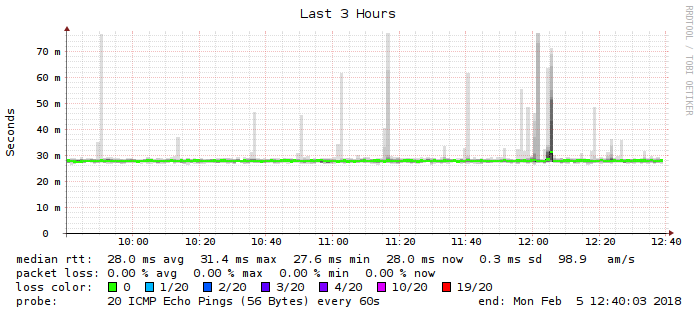 Last 3 Hours
RRDTOOL / TOBI OETIKER
Seconds
70 m
60 m
50 m
40 m
30 m
20 m
10 m
0
10:00 10:20 10:40 11:00 11:20 11:40 12:00 12:20 12:40
median rtt: 28.0 ms avg 31.4 ms max 27.6 ms min 28.0 ms now 0.3 ms sd 98.9 am/s
packet loss: 0.00 % avg 0.00 % max 0.00 % min 0.00 % now
loss color: 0 1/20 2/20 3/20 4/20 10/20 19/20
probe: 20 ICMP Echo Pings (56 Bytes) every 60s end: Mon Feb 5 12:40:03 2018